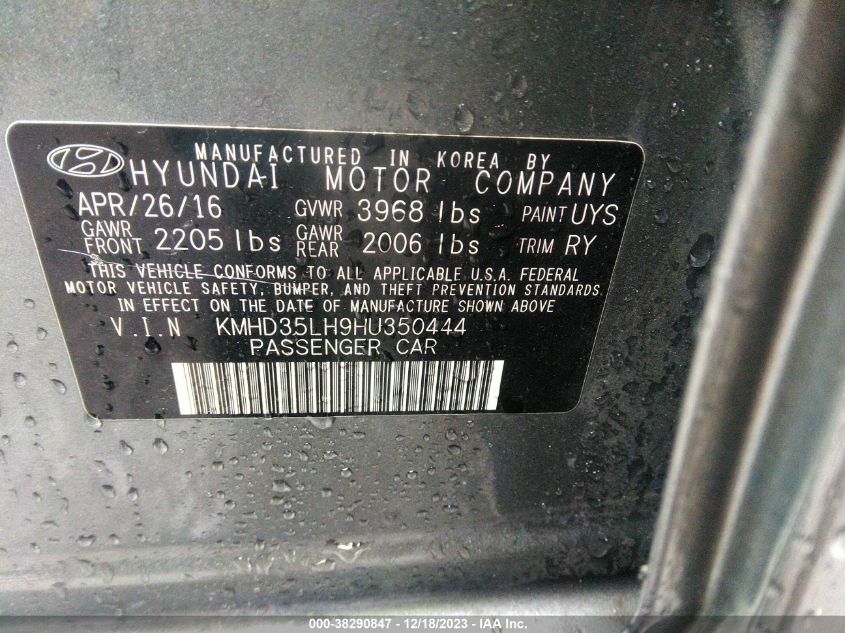 MANUFACTURED IN KOREA BY
HYUNDAI MOTOR COMPANY
APR/26/16 GVWR 3968 lbs PAINT UYS
GAWR FRONT 2205 lbs GAWR REAR 2006 lbs TRIM RY
THIS VEHICLE CONFORMS TO ALL APPLICABLE U.S.A. FEDERAL
MOTOR VEHICLE SAFETY, BUMPER, AND THEFT PREVENTION STANDARDS
IN EFFECT ON THE DATE OF MANUFACTURE SHOWN ABOVE
V.I.N KMHD35LH9HU350444
PASSENGER CAR
000-38290847 - 12/18/2023 - IAA Inc.